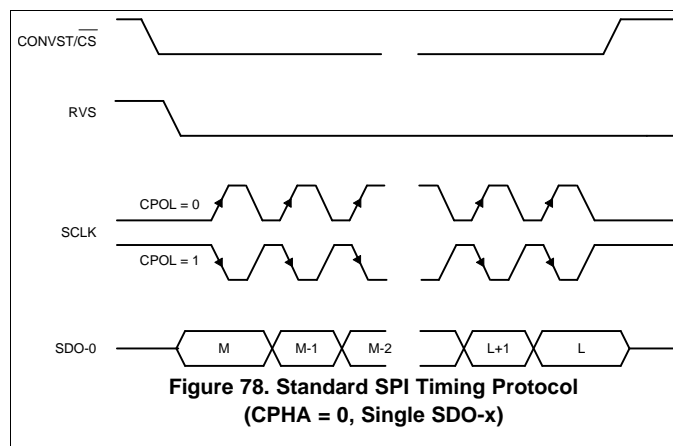 CONVST/CS
RVS
CPOL = 0
SCLK
CPOL = 1
SDO-0 M M-1 M-2 L+1 L
Figure 78. Standard SPI Timing Protocol
(CPHA = 0, Single SDO-x)